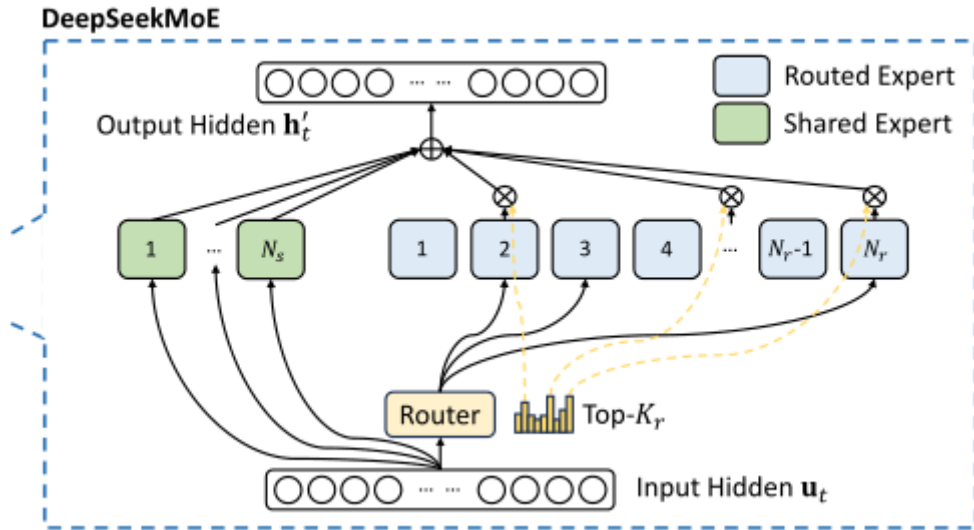 DeepSeekMoE
... ...
Routed Expert
Output Hidden h′ₜ
Shared Expert
1 ... Nₛ 1 2 3 4 ... Nᵣ-1 Nᵣ
Router
Top-Kᵣ
... ...
Input Hidden uₜ